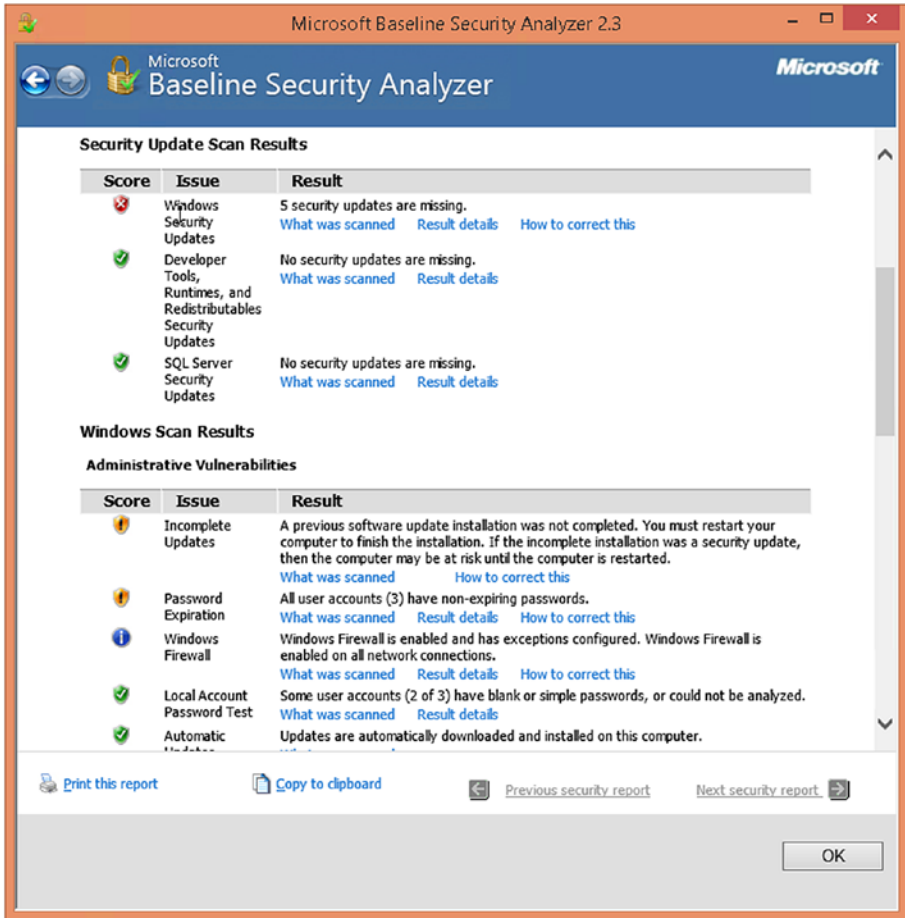 Microsoft Baseline Security Analyzer 2.3
Microsoft
Baseline Security Analyzer
Microsoft
Security Update Scan Results
Score Issue Result
Windows Security Updates 5 security updates are missing.
What was scanned Result details How to correct this
Developer Tools, Runtimes, and Redistributables Security Updates No security updates are missing.
What was scanned Result details
SQL Server Security Updates No security updates are missing.
What was scanned Result details
Windows Scan Results
Administrative Vulnerabilities
Score Issue Result
Incomplete Updates A previous software update installation was not completed. You must restart your
computer to finish the installation. If the incomplete installation was a security update,
then the computer may be at risk until the computer is restarted.
What was scanned How to correct this
Password Expiration All user accounts (3) have non-expiring passwords.
What was scanned Result details How to correct this
Windows Firewall Windows Firewall is enabled and has exceptions configured. Windows Firewall is
enabled on all network connections.
What was scanned Result details How to correct this
Local Account Password Test Some user accounts (2 of 3) have blank or simple passwords, or could not be analyzed.
What was scanned Result details
Automatic Updates are automatically downloaded and installed on this computer.
Print this report Copy to clipboard Previous security report Next security report
OK